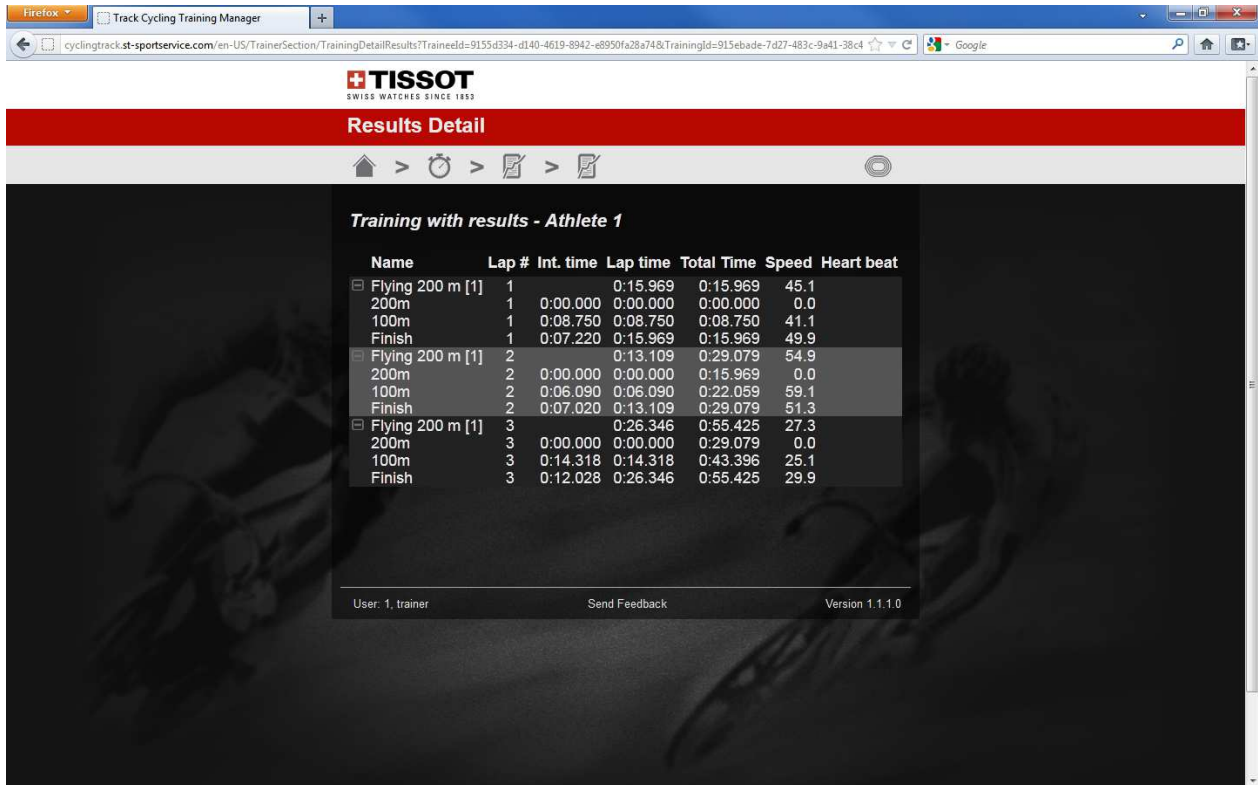 Firefox
Track Cycling Training Manager
cyclingtrack.st-sportservice.com/en-US/TrainerSection/TrainingDetailResults?TraineeId=9155d334-d140-4619-8942-e8950fa28a74&TrainingId=915ebade-7d27-483c-9a41-38c4
Google
TISSOT
SWISS WATCHES SINCE 1853
Results Detail
> > >
Training with results - Athlete 1
Name Lap # Int. time Lap time Total Time Speed Heart beat
Flying 200 m [1] 1 0:15.969 0:15.969 45.1
200m 1 0:00.000 0:00.000 0:00.000 0.0
100m 1 0:08.750 0:08.750 0:08.750 41.1
Finish 1 0:07.220 0:15.969 0:15.969 49.9
Flying 200 m [1] 2 0:13.109 0:29.079 54.9
200m 2 0:00.000 0:00.000 0:15.969 0.0
100m 2 0:06.090 0:06.090 0:22.059 59.1
Finish 2 0:07.020 0:13.109 0:29.079 51.3
Flying 200 m [1] 3 0:26.346 0:55.425 27.3
200m 3 0:00.000 0:00.000 0:29.079 0.0
100m 3 0:14.318 0:14.318 0:43.396 25.1
Finish 3 0:12.028 0:26.346 0:55.425 29.9
User: 1, trainer Send Feedback Version 1.1.1.0